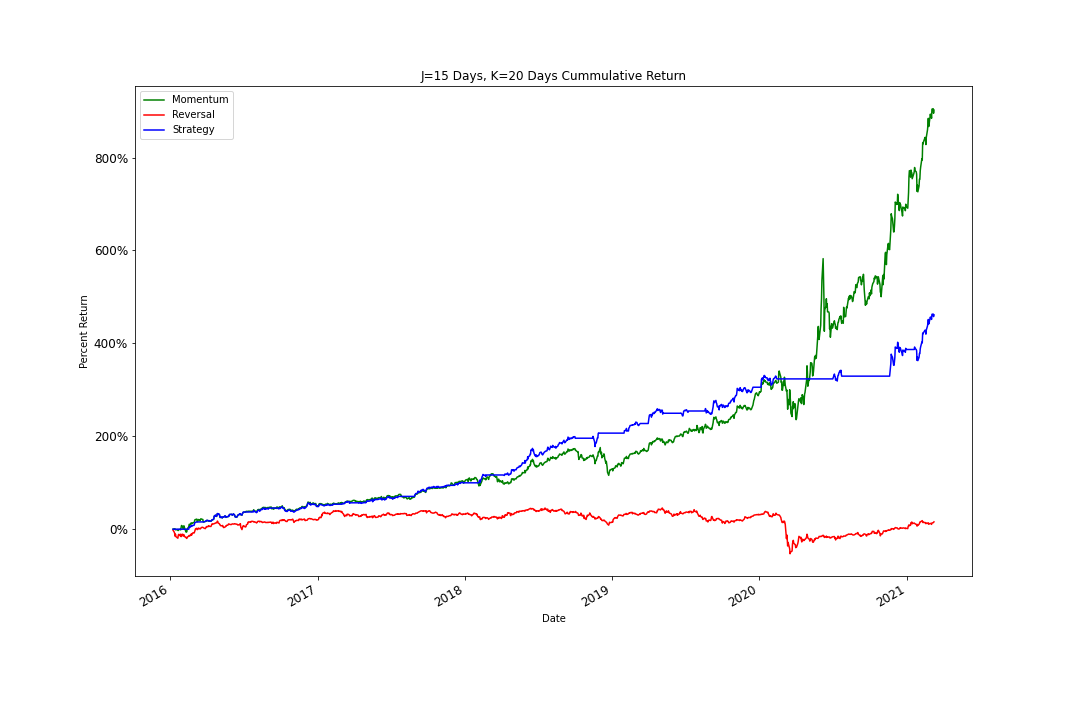 J=15 Days, K=20 Days Cummulative Return
Momentum
Reversal
Strategy
800%
600%
400%
200%
0%
Percent Return
2016
2017
2018
2019
2020
2021
Date